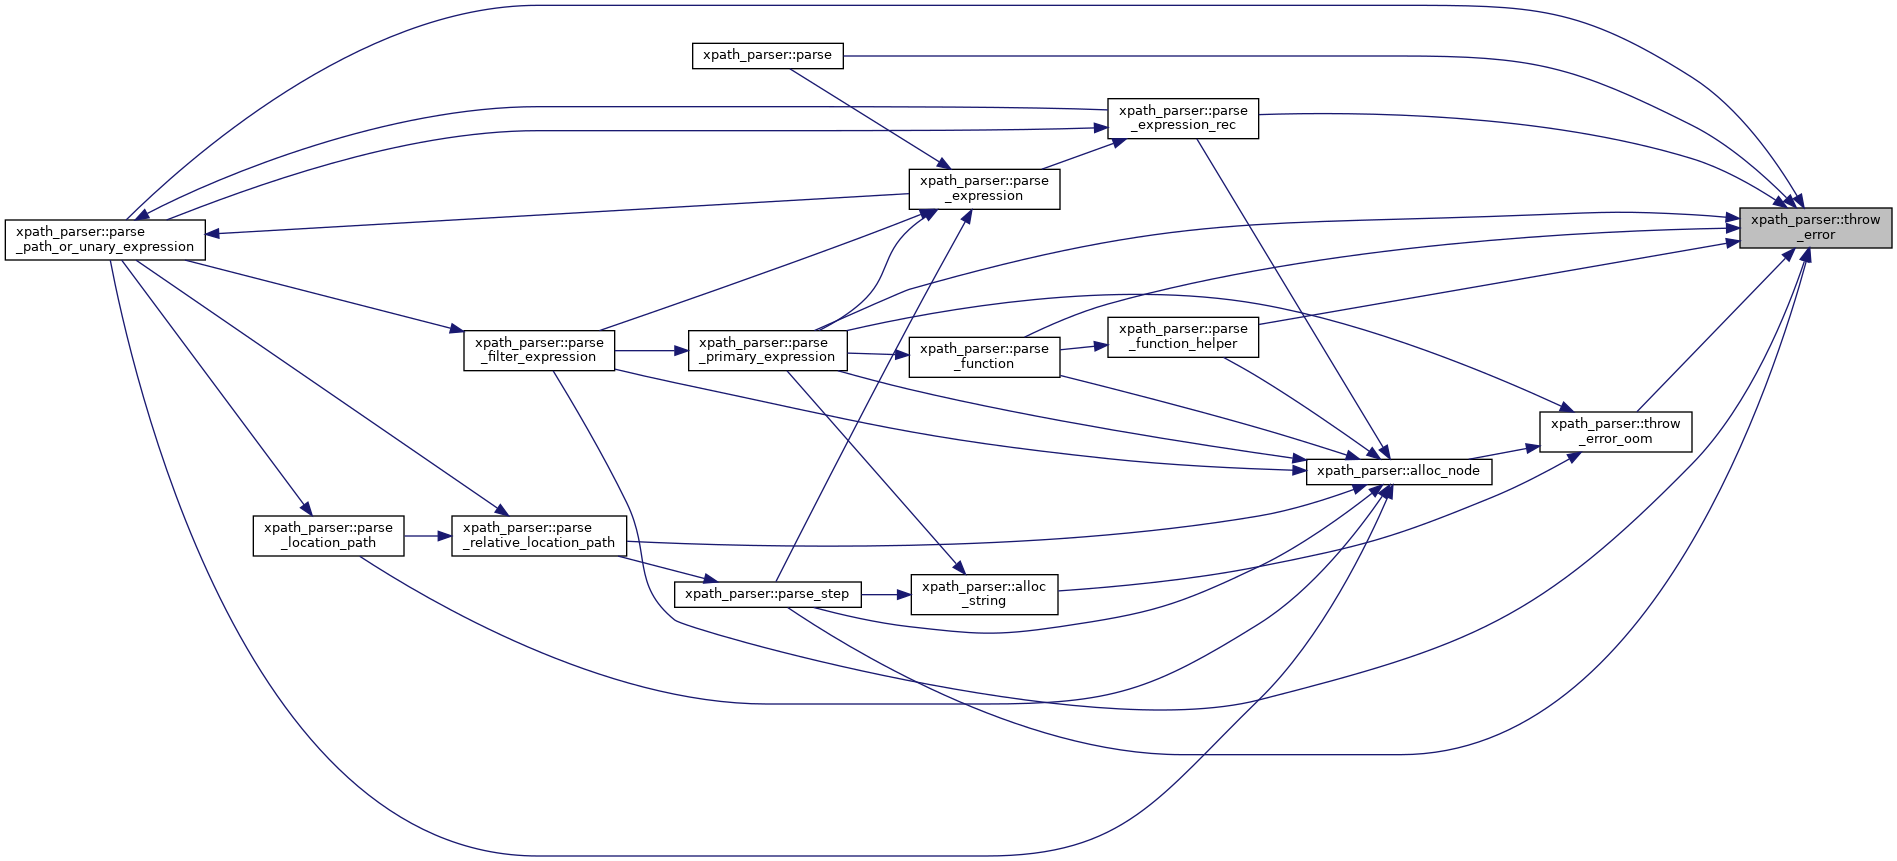 xpath_parser::parse
xpath_parser::parse
_expression_rec
xpath_parser::parse
_expression
xpath_parser::throw
_error
xpath_parser::parse
_path_or_unary_expression
xpath_parser::parse
_function_helper
xpath_parser::parse
_filter_expression
xpath_parser::parse
_primary_expression
xpath_parser::parse
_function
xpath_parser::throw
_error_oom
xpath_parser::alloc_node
xpath_parser::parse
_location_path
xpath_parser::parse
_relative_location_path
xpath_parser::parse_step
xpath_parser::alloc
_string